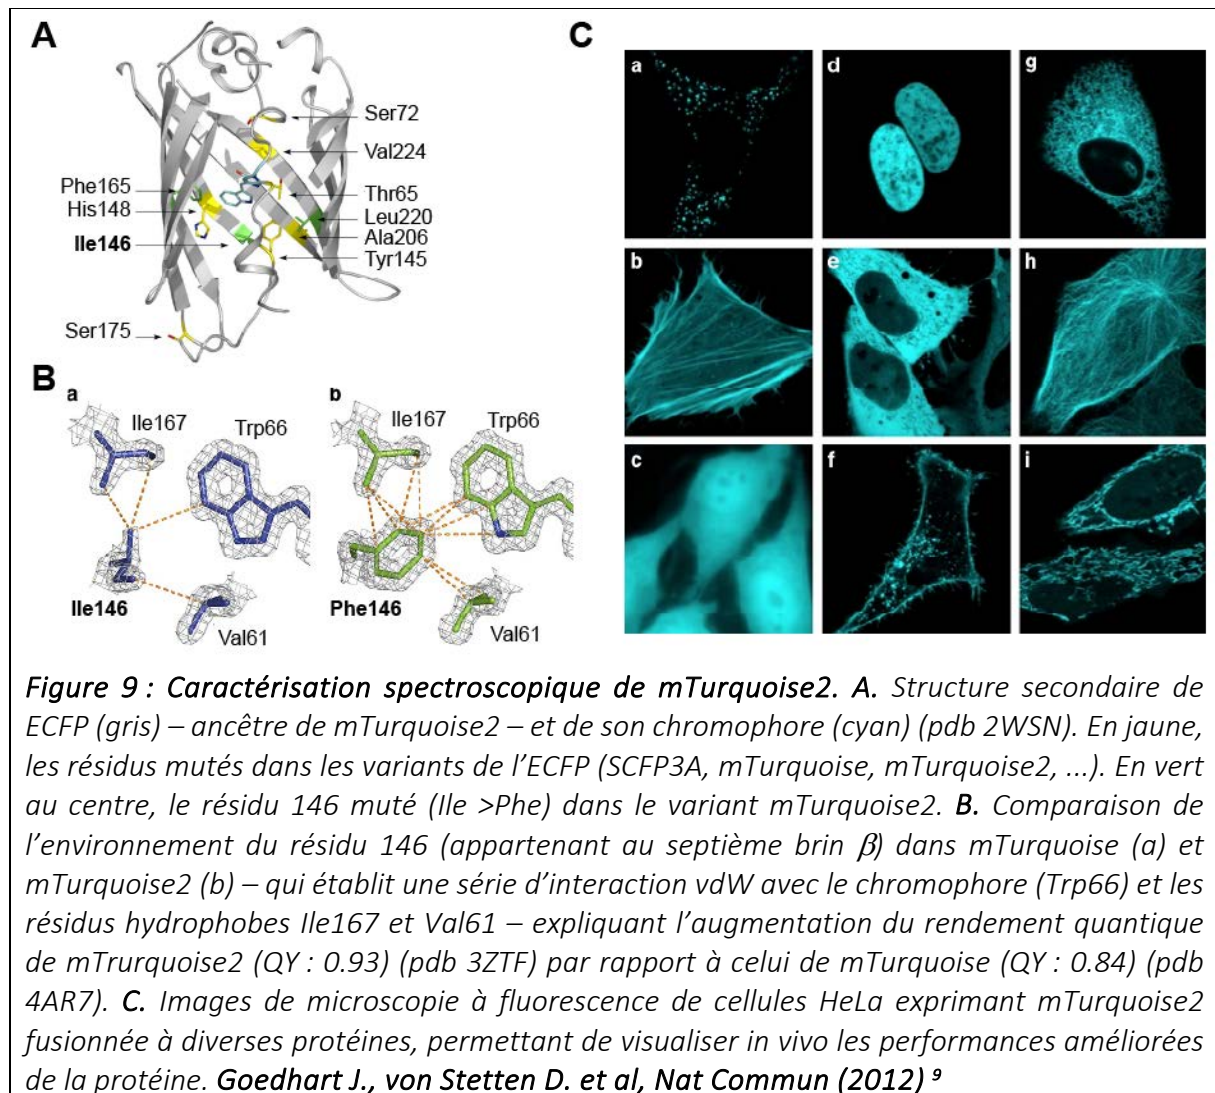 A
Ser72
Val224
Phe165
His148
Thr65
Leu220
Ile146
Ala206
Tyr145
Ser175
B
a
Ile167
Trp66
Ile146
Val61
b
Ile167
Trp66
Phe146
Val61
C
a
d
g
b
e
h
c
f
i
Figure 9 : Caractérisation spectroscopique de mTurquoise2. A. Structure secondaire de
ECFP (gris) – ancêtre de mTurquoise2 – et de son chromophore (cyan) (pdb 2WSN). En jaune,
les résidus mutés dans les variants de l’ECFP (SCFP3A, mTurquoise, mTurquoise2, ...). En vert
au centre, le résidu 146 muté (Ile >Phe) dans le variant mTurquoise2. B. Comparaison de
l’environnement du résidu 146 (appartenant au septième brin β) dans mTurquoise (a) et
mTurquoise2 (b) – qui établit une série d’interaction vdW avec le chromophore (Trp66) et les
résidus hydrophobes Ile167 et Val61 – expliquant l’augmentation du rendement quantique
de mTrurquoise2 (QY : 0.93) (pdb 3ZTF) par rapport à celui de mTurquoise (QY : 0.84) (pdb
4AR7). C. Images de microscopie à fluorescence de cellules HeLa exprimant mTurquoise2
fusionnée à diverses protéines, permettant de visualiser in vivo les performances améliorées
de la protéine. Goedhart J., von Stetten D. et al, Nat Commun (2012) ⁹